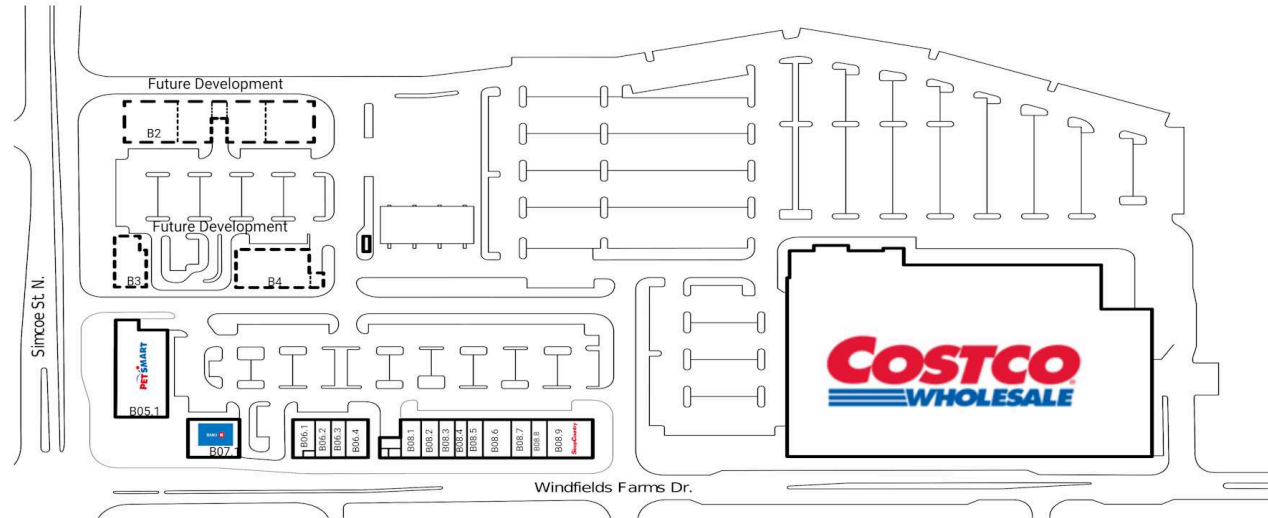 Future Development
B2
Future Development
B3
B4
Simcoe St. N.
PETSMART
B05.1
BMO
B07.1
B06.1
B06.2
B06.3
B06.4
B08.1
B08.2
B08.3
B08.4
B08.5
B08.6
B08.7
B08.8
B08.9
COSTCO
WHOLESALE
Windfields Farms Dr.